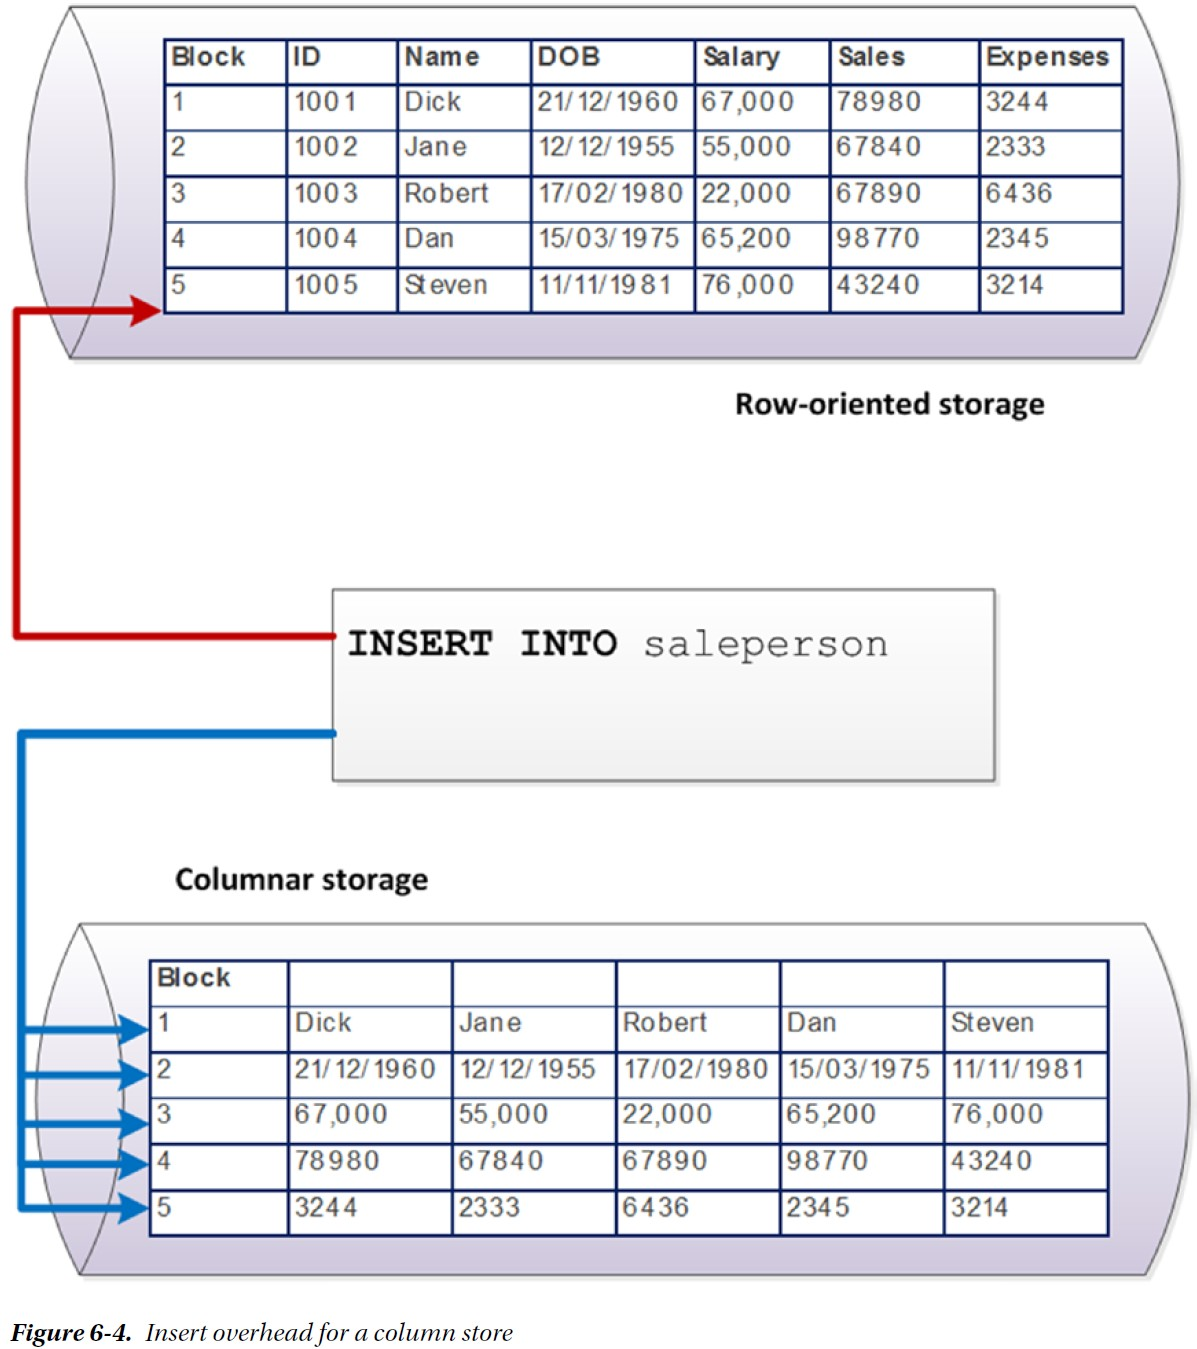 Block ID Name DOB Salary Sales Expenses
1 1001 Dick 21/12/1960 67,000 78980 3244
2 1002 Jane 12/12/1955 55,000 67840 2333
3 1003 Robert 17/02/1980 22,000 67890 6436
4 1004 Dan 15/03/1975 65,200 98770 2345
5 1005 Steven 11/11/1981 76,000 43240 3214
Row-oriented storage
INSERT INTO saleperson
Columnar storage
Block
1 Dick Jane Robert Dan Steven
2 21/12/1960 12/12/1955 17/02/1980 15/03/1975 11/11/1981
3 67,000 55,000 22,000 65,200 76,000
4 78980 67840 67890 98770 43240
5 3244 2333 6436 2345 3214
Figure 6-4. Insert overhead for a column store